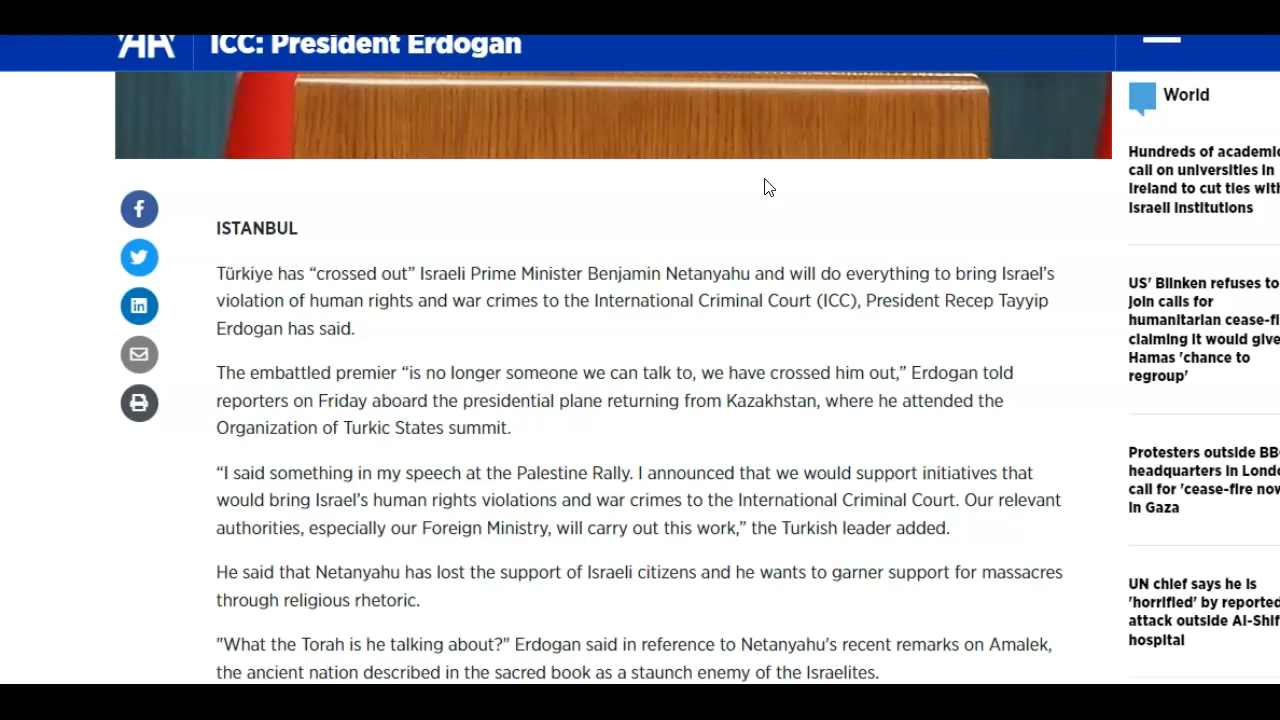 AA
ICC: President Erdogan
World
Hundreds of academic
call on universities in
Ireland to cut ties with
Israeli institutions
ISTANBUL
Türkiye has “crossed out” Israeli Prime Minister Benjamin Netanyahu and will do everything to bring Israel’s
violation of human rights and war crimes to the International Criminal Court (ICC), President Recep Tayyip
Erdogan has said.
The embattled premier “is no longer someone we can talk to, we have crossed him out,” Erdogan told
reporters on Friday aboard the presidential plane returning from Kazakhstan, where he attended the
Organization of Turkic States summit.
“I said something in my speech at the Palestine Rally. I announced that we would support initiatives that
would bring Israel’s human rights violations and war crimes to the International Criminal Court. Our relevant
authorities, especially our Foreign Ministry, will carry out this work,” the Turkish leader added.
He said that Netanyahu has lost the support of Israeli citizens and he wants to garner support for massacres
through religious rhetoric.
"What the Torah is he talking about?" Erdogan said in reference to Netanyahu's recent remarks on Amalek,
the ancient nation described in the sacred book as a staunch enemy of the Israelites.
US' Blinken refuses to
join calls for
humanitarian cease-fi
claiming it would give
Hamas 'chance to
regroup'
Protesters outside BB
headquarters in Londo
call for 'cease-fire now
in Gaza
UN chief says he is
'horrified' by reported
attack outside Al-Shif
hospital